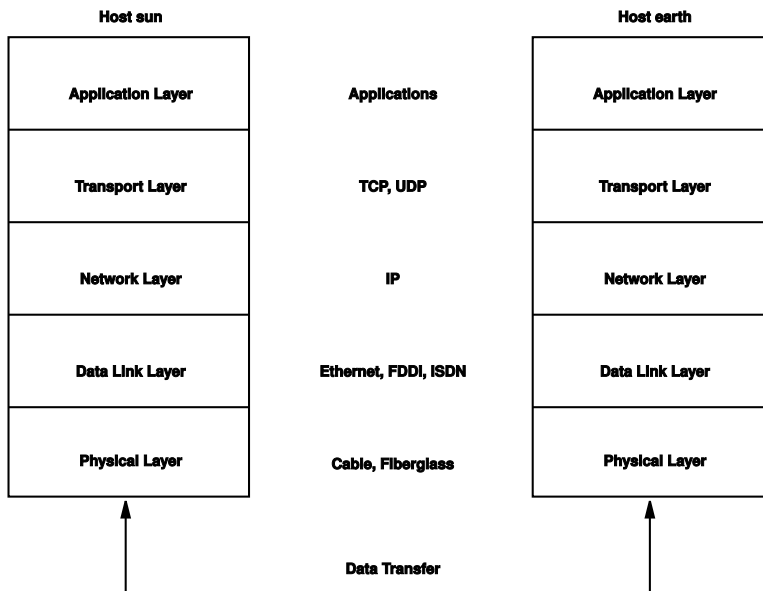 Host sun
Host earth
Application Layer
Applications
Application Layer
Transport Layer
TCP, UDP
Transport Layer
Network Layer
IP
Network Layer
Data Link Layer
Ethernet, FDDI, ISDN
Data Link Layer
Physical Layer
Cable, Fiberglass
Physical Layer
Data Transfer